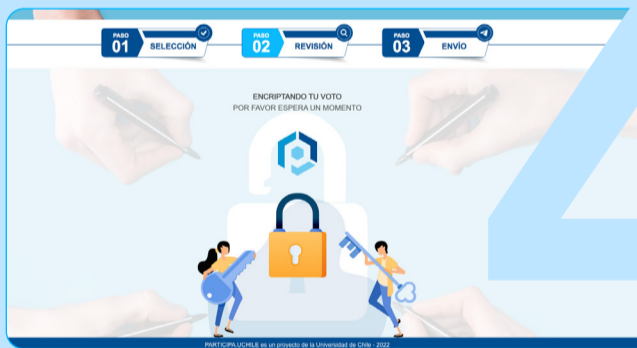 PASO
01
SELECCIÓN
PASO
02
REVISIÓN
PASO
03
ENVÍO
ENCRIPTANDO TU VOTO
POR FAVOR ESPERA UN MOMENTO
PARTICIPA.UCHILE es un proyecto de la Universidad de Chile - 2022